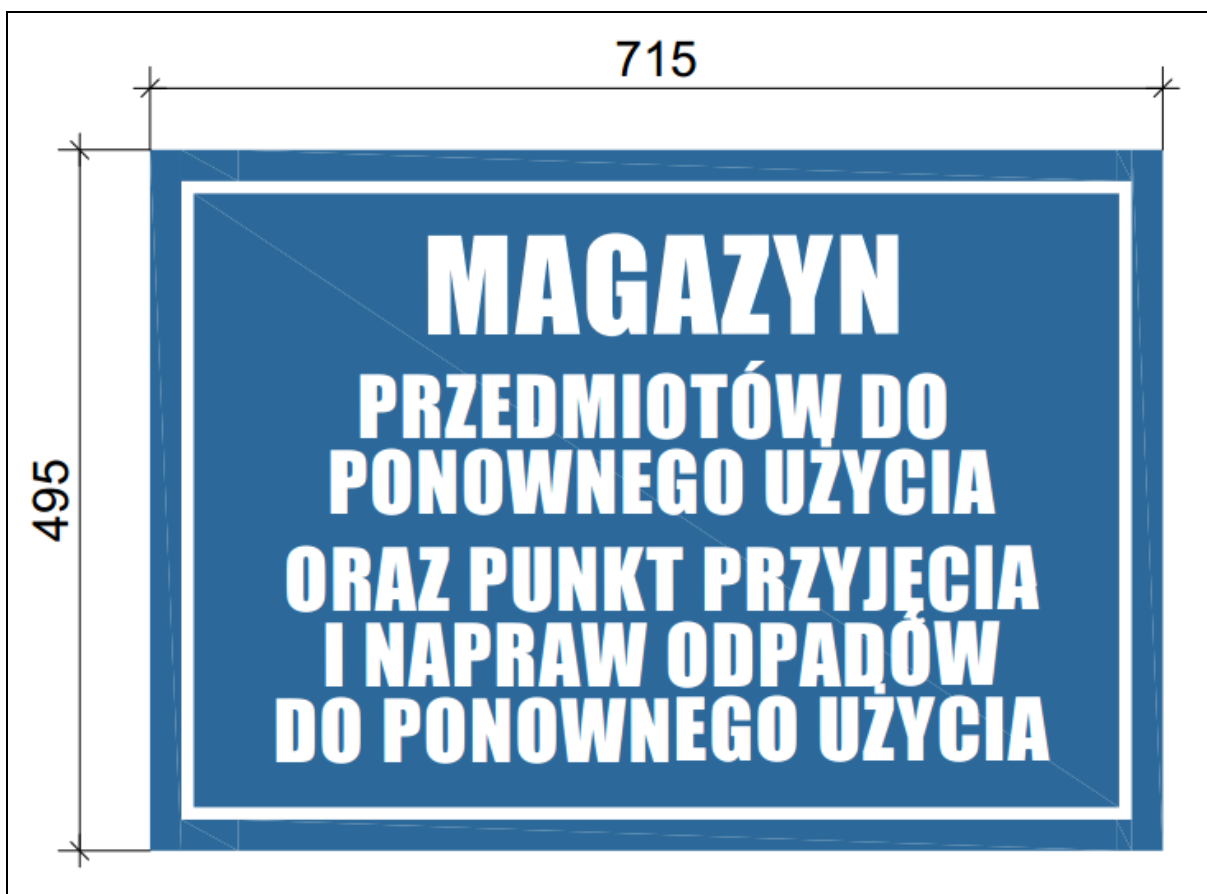 715
495
MAGAZYN
PRZEDMIOTÓW DO
PONOWNEGO UŻYCIA
ORAZ PUNKT PRZYJĘCIA
I NAPRAW ODPADÓW
DO PONOWNEGO UŻYCIA